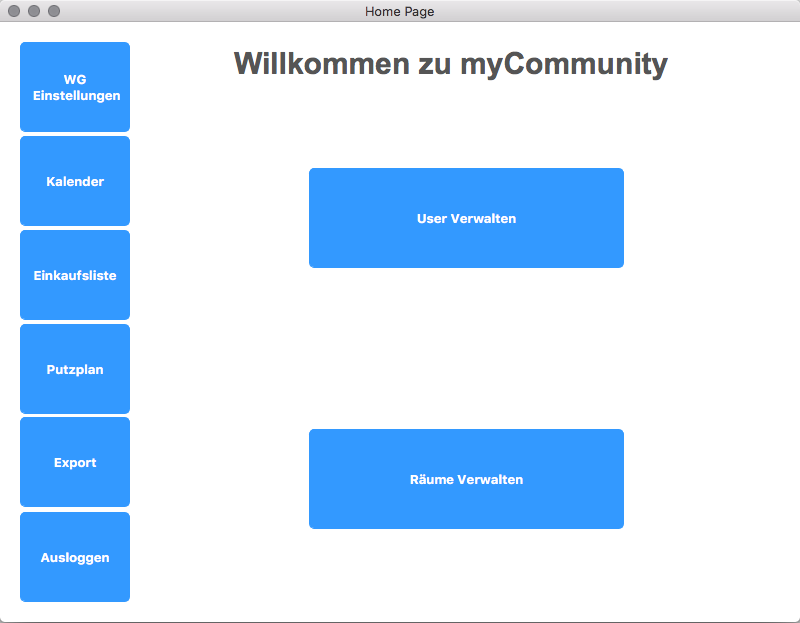 Home Page
Willkommen zu myCommunity
WG
Einstellungen
Kalender
Einkaufsliste
Putzplan
Export
Ausloggen
User Verwalten
Räume Verwalten